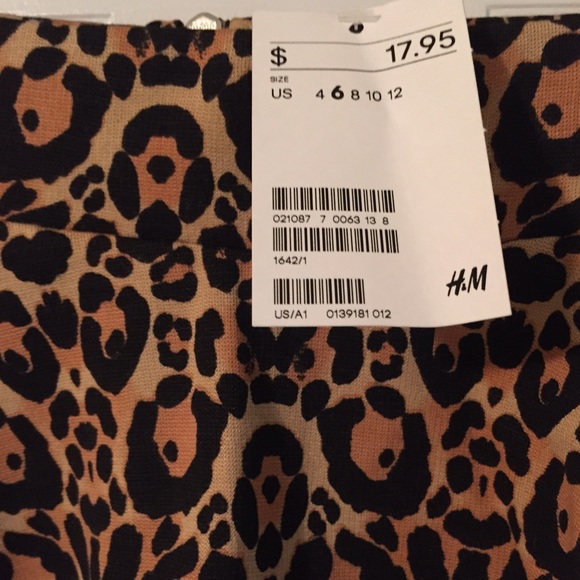 $ 17.95
SIZE
US 4 6 8 10 12
021087 7 0063 13 8
1642/1
H&M
US/A1 0139181 012